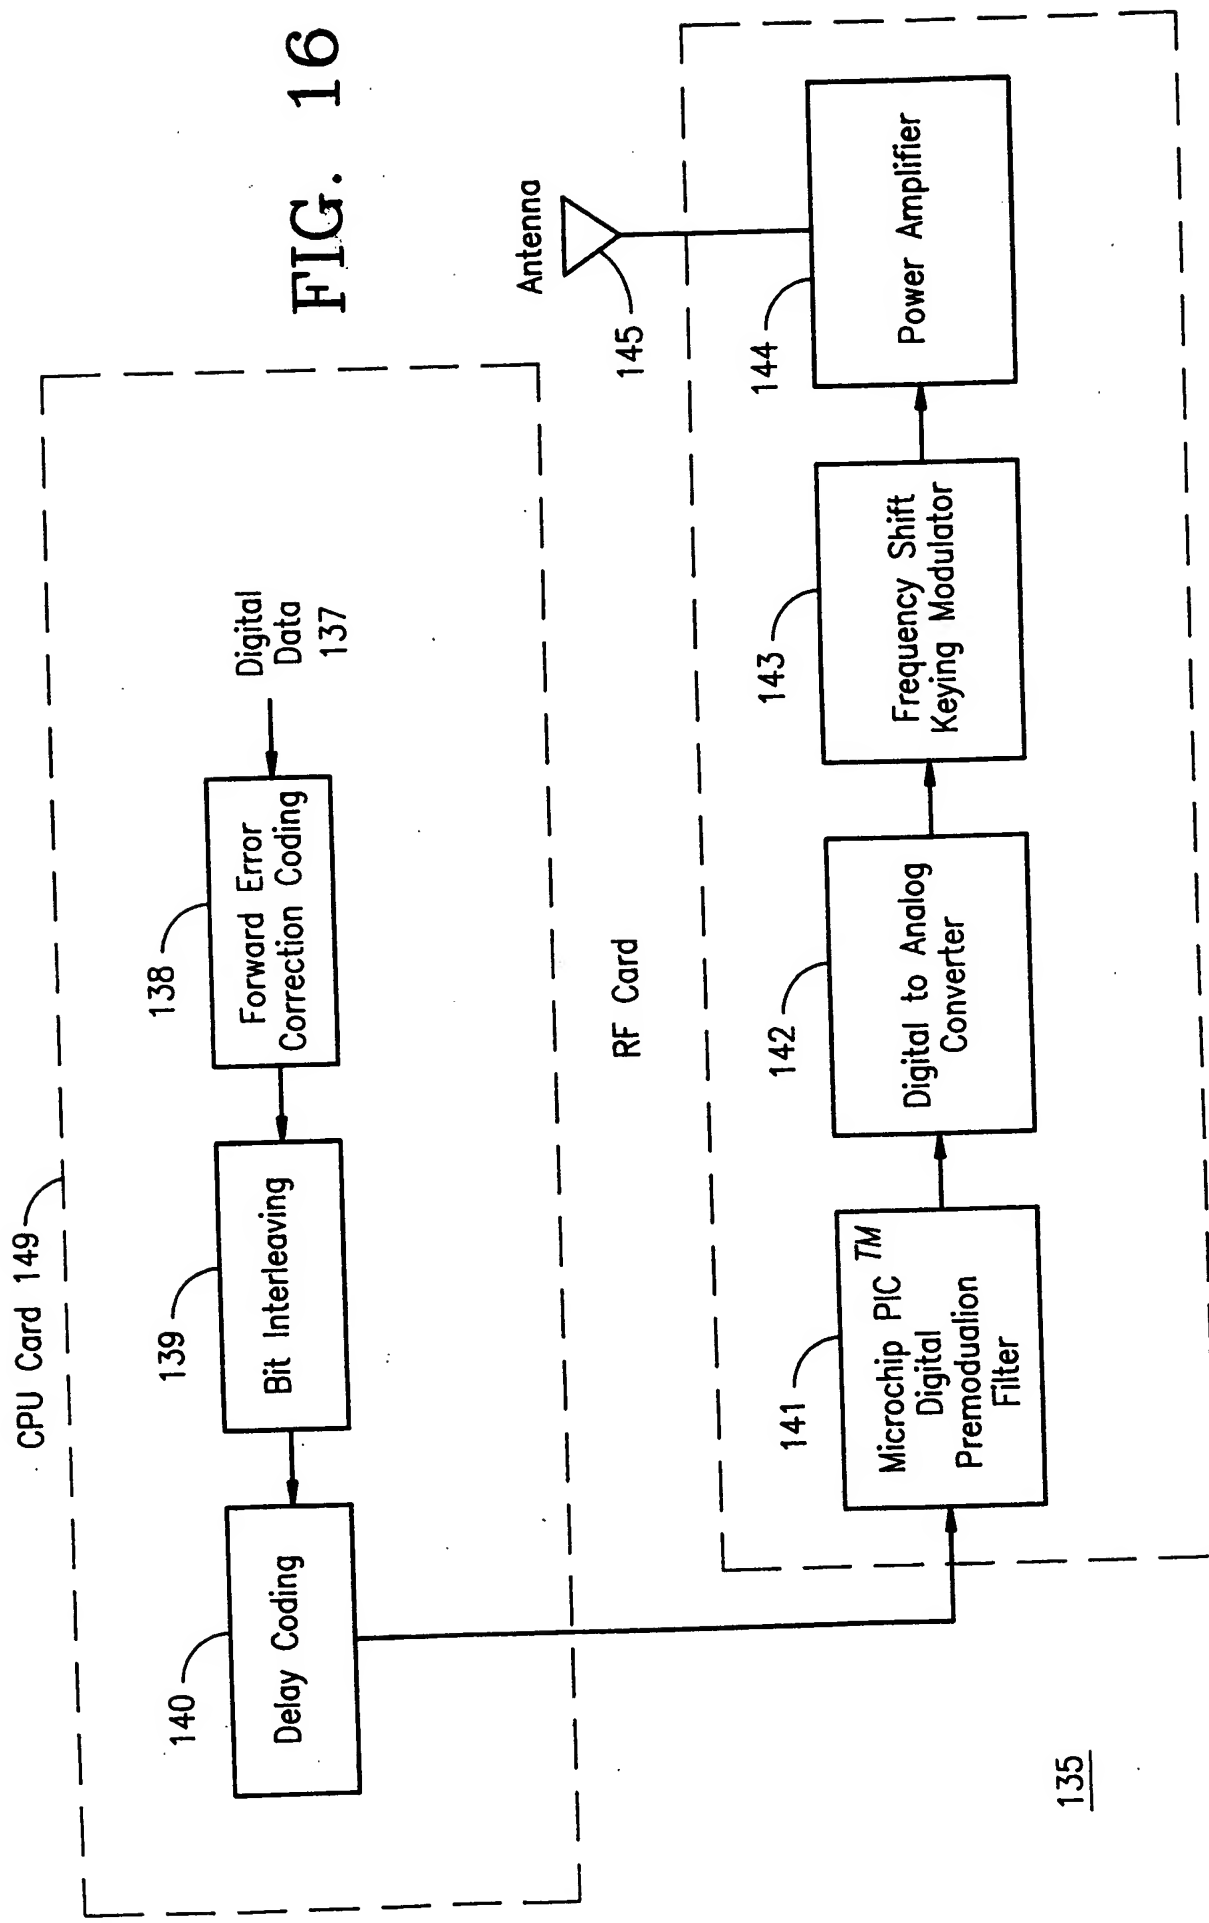 FIG. 16
CPU Card 149
Digital
Data
137
138
Forward Error
Correction Coding
139
Bit Interleaving
140
Delay Coding
RF Card
141
Microchip PIC TM
Digital
Premodualion
Filter
142
Digital to Analog
Converter
143
Frequency Shift
Keying Modulator
144
Power Amplifier
Antenna
145
135